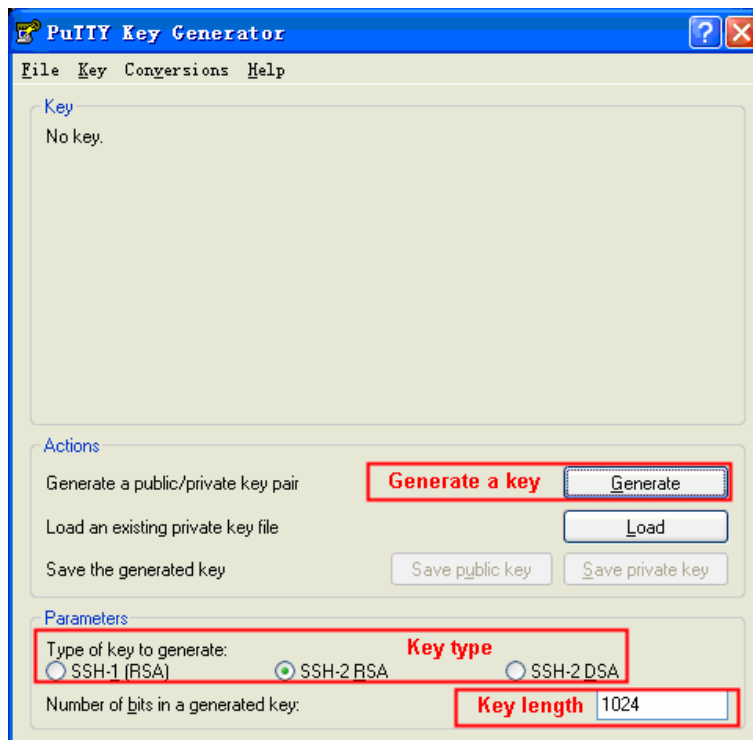 PuTTY Key Generator
File Key Conversions Help
Key
No key.
Actions
Generate a public/private key pair Generate a key Generate
Load an existing private key file Load
Save the generated key Save public key Save private key
Parameters
Type of key to generate: Key type
SSH-1 (RSA) SSH-2 RSA SSH-2 DSA
Number of bits in a generated key: Key length 1024